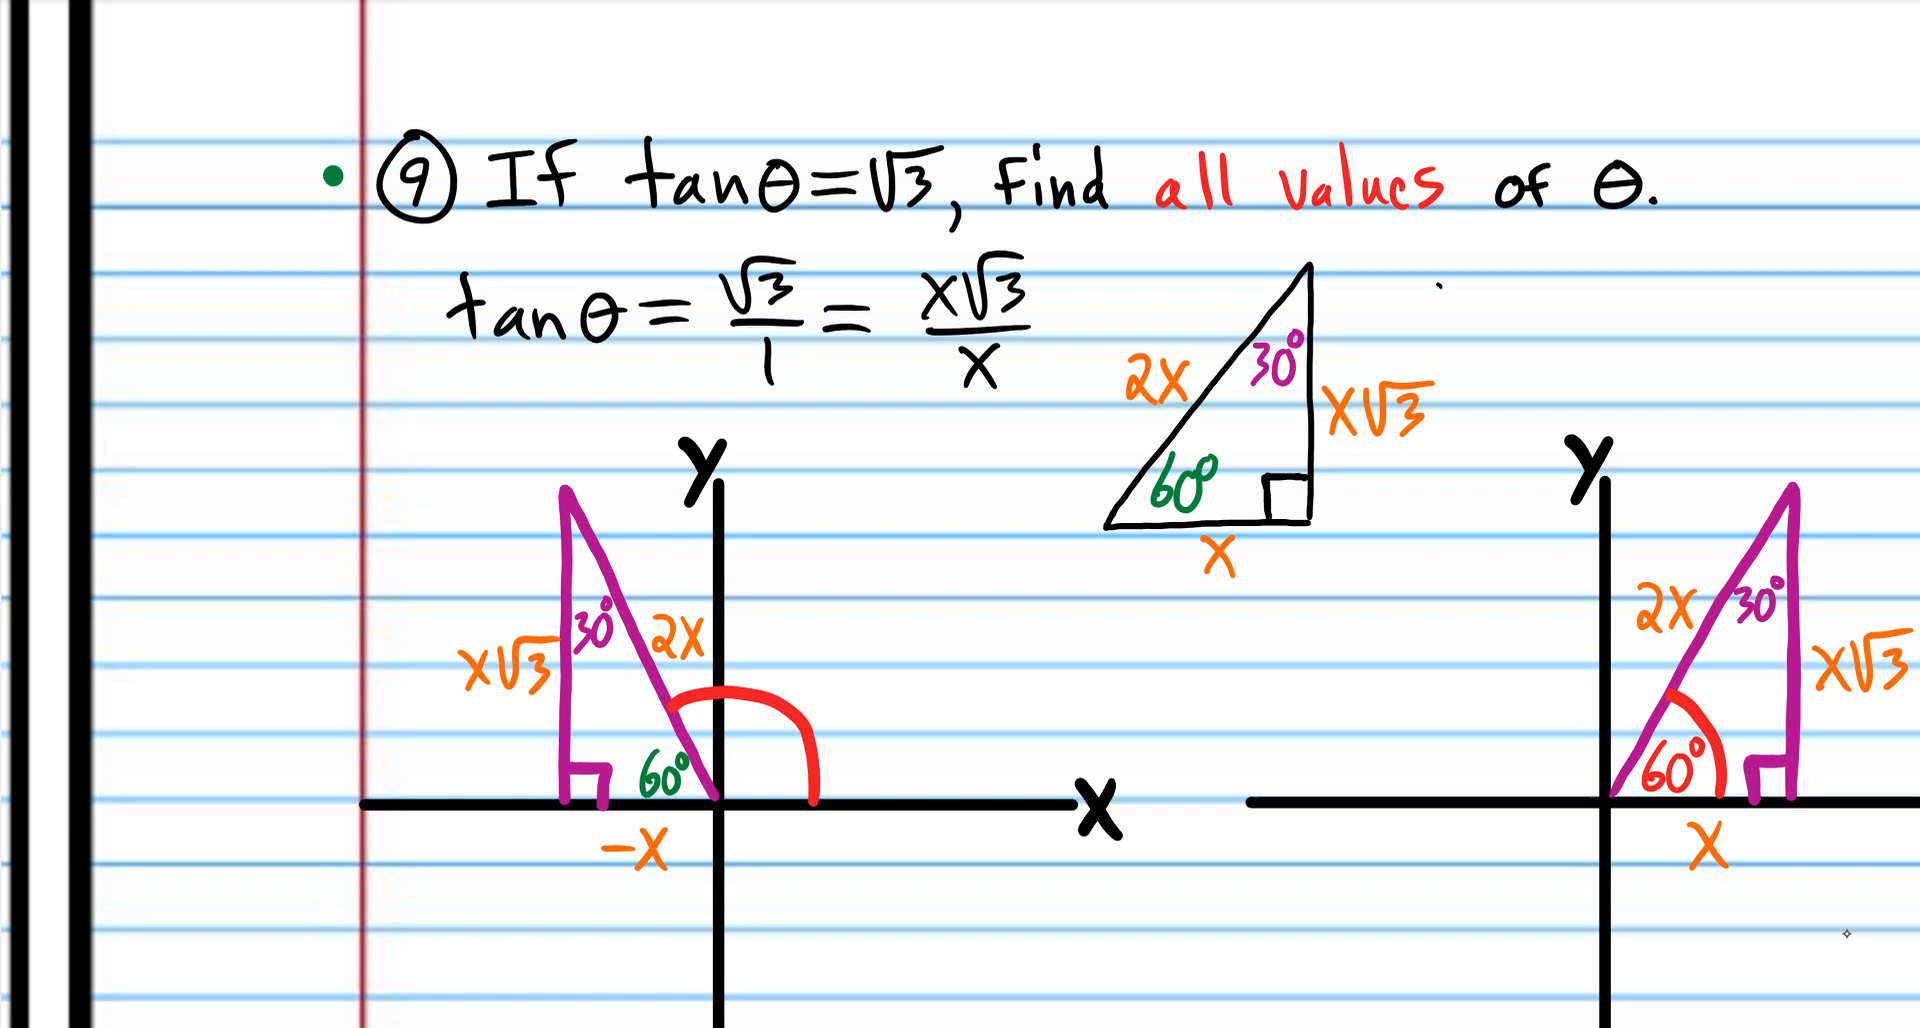 9 If tanθ=√3, find all values of θ.
tanθ = √3/1 = x√3/x
2x
30°
x√3
60°
x
y
x√3
30°
2x
60°
-x
x
y
2x
30°
x√3
60°
x